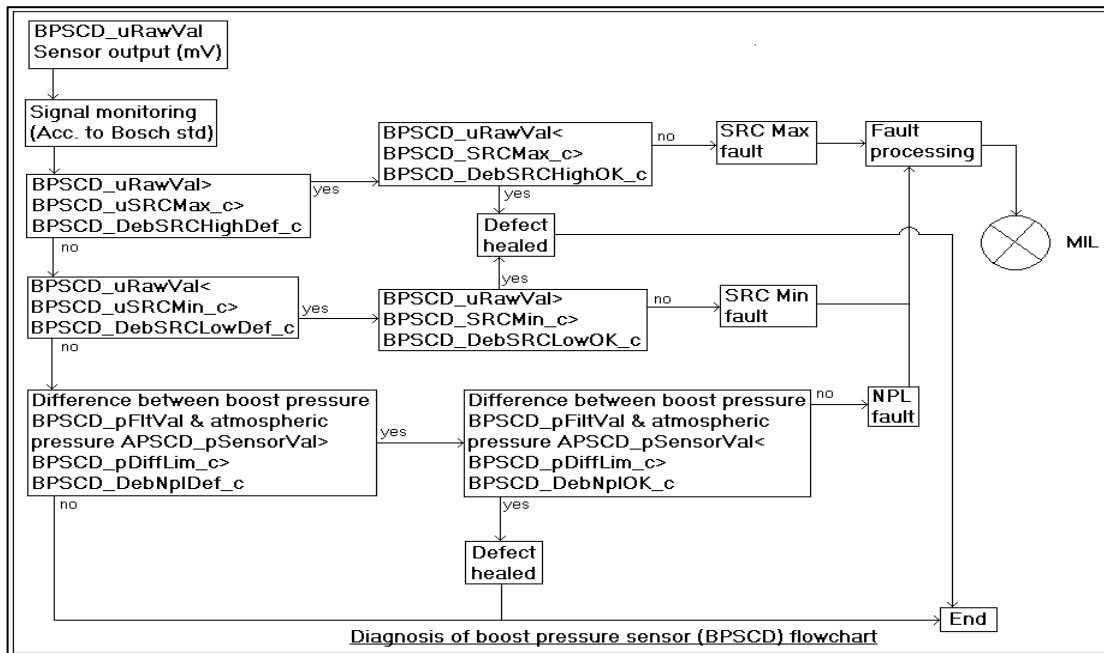 BPSCD_uRawVal
Sensor output (mV)
Signal monitoring
(Acc. to Bosch std)
BPSCD_uRawVal>
BPSCD_uSRCMax_c>
BPSCD_DebSRCHighDef_c
yes
no
BPSCD_uRawVal<
BPSCD_SRCMax_c>
BPSCD_DebSRCHighOK_c
no
yes
SRC Max
fault
Fault
processing
MIL
Defect
healed
yes
BPSCD_uRawVal<
BPSCD_uSRCMin_c>
BPSCD_DebSRCLowDef_c
yes
no
BPSCD_uRawVal>
BPSCD_SRCMin_c>
BPSCD_DebSRCLowOK_c
no
SRC Min
fault
Difference between boost pressure
BPSCD_pFltVal & atmospheric
pressure APSCD_pSensorVal>
BPSCD_pDiffLim_c>
BPSCD_DebNplDef_c
yes
no
Difference between boost pressure
BPSCD_pFiltVal & atmospheric
pressure APSCD_pSensorVal<
BPSCD_pDiffLim_c>
BPSCD_DebNplOK_c
no
yes
NPL
fault
Defect
healed
End
Diagnosis of boost pressure sensor (BPSCD) flowchart